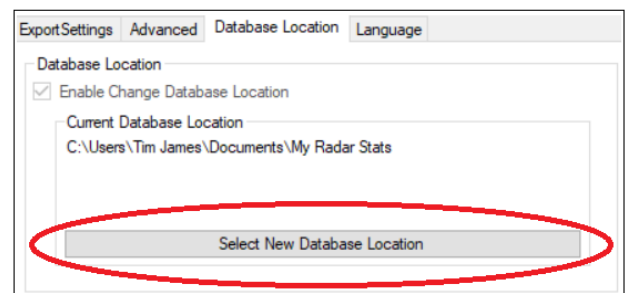 ExportSettings Advanced Database Location Language
Database Location
Enable Change Database Location
Current Database Location
C:\Users\Tim James\Documents\My Radar Stats
Select New Database Location